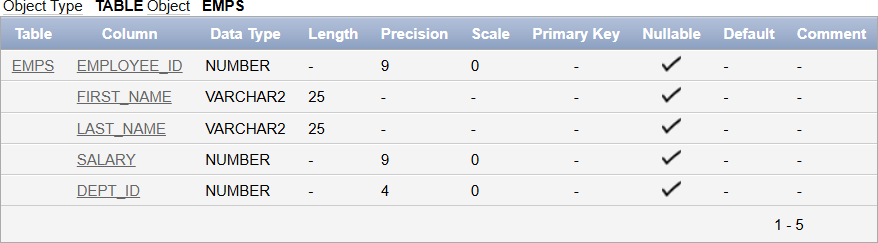 Object Type TABLE Object EMPS
Table Column Data Type Length Precision Scale Primary Key Nullable Default Comment
EMPS EMPLOYEE_ID NUMBER - 9 0 - ✓ - -
FIRST_NAME VARCHAR2 25 - - - ✓ - -
LAST_NAME VARCHAR2 25 - - - ✓ - -
SALARY NUMBER - 9 0 - ✓ - -
DEPT_ID NUMBER - 4 0 - ✓ - -
1 - 5